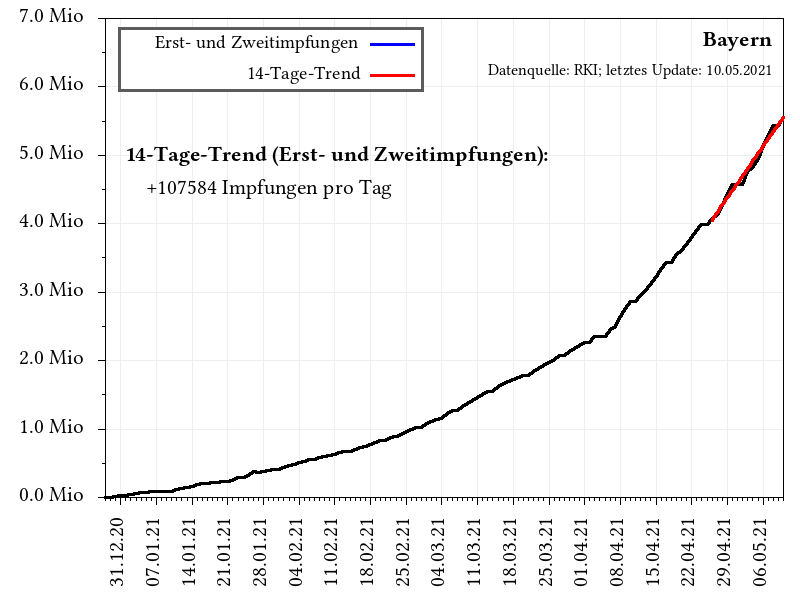 7.0 Mio
6.0 Mio
5.0 Mio
4.0 Mio
3.0 Mio
2.0 Mio
1.0 Mio
0.0 Mio
Erst- und Zweitimpfungen
14-Tage-Trend
Bayern
Datenquelle: RKI; letztes Update: 10.05.2021
14-Tage-Trend (Erst- und Zweitimpfungen):
+107584 Impfungen pro Tag
31.12.20
07.01.21
14.01.21
21.01.21
28.01.21
04.02.21
11.02.21
18.02.21
25.02.21
04.03.21
11.03.21
18.03.21
25.03.21
01.04.21
08.04.21
15.04.21
22.04.21
29.04.21
06.05.21